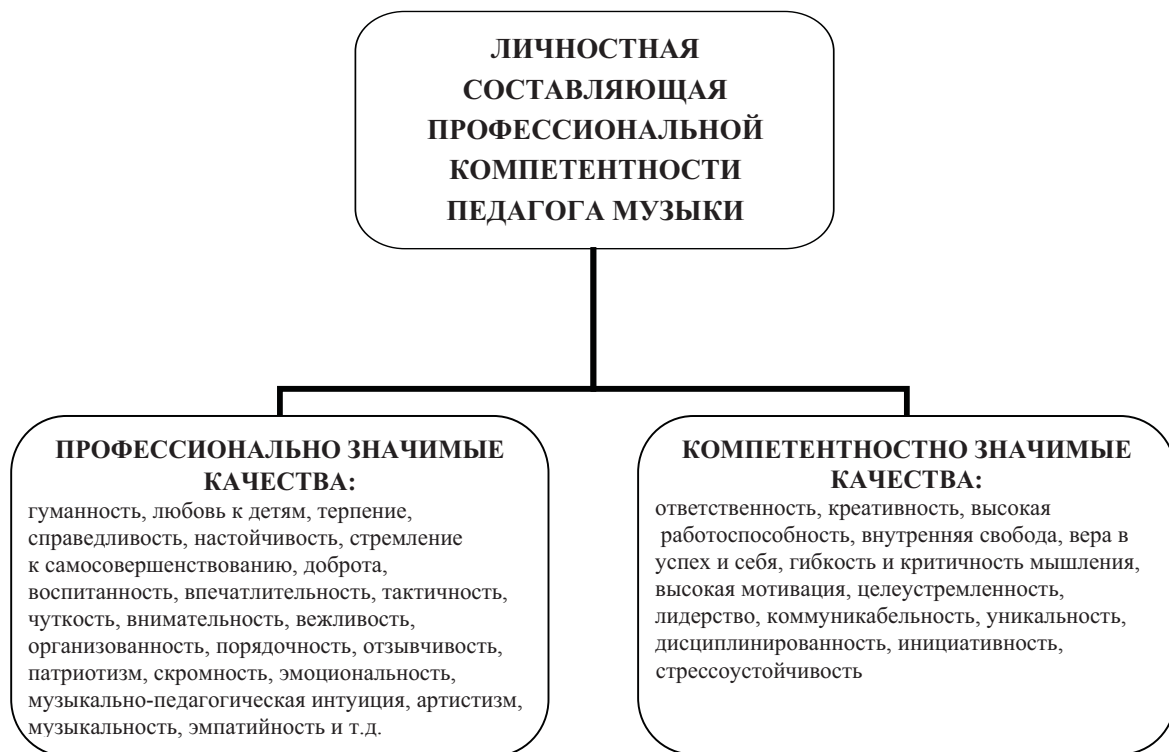 ЛИЧНОСТНАЯ
СОСТАВЛЯЮЩАЯ
ПРОФЕССИОНАЛЬНОЙ
КОМПЕТЕНТНОСТИ
ПЕДАГОГА МУЗЫКИ
ПРОФЕССИОНАЛЬНО ЗНАЧИМЫЕ
КАЧЕСТВА:
гуманность, любовь к детям, терпение,
справедливость, настойчивость, стремление
к самосовершенствованию, доброта,
воспитанность, впечатлительность, тактичность,
чуткость, внимательность, вежливость,
организованность, порядочность, отзывчивость,
патриотизм, скромность, эмоциональность,
музыкально-педагогическая интуиция, артистизм,
музыкальность, эмпатийность и т.д.
КОМПЕТЕНТНОСТНО ЗНАЧИМЫЕ
КАЧЕСТВА:
ответственность, креативность, высокая
работоспособность, внутренняя свобода, вера в
успех и себя, гибкость и критичность мышления,
высокая мотивация, целеустремленность,
лидерство, коммуникабельность, уникальность,
дисциплинированность, инициативность,
стрессоустойчивость